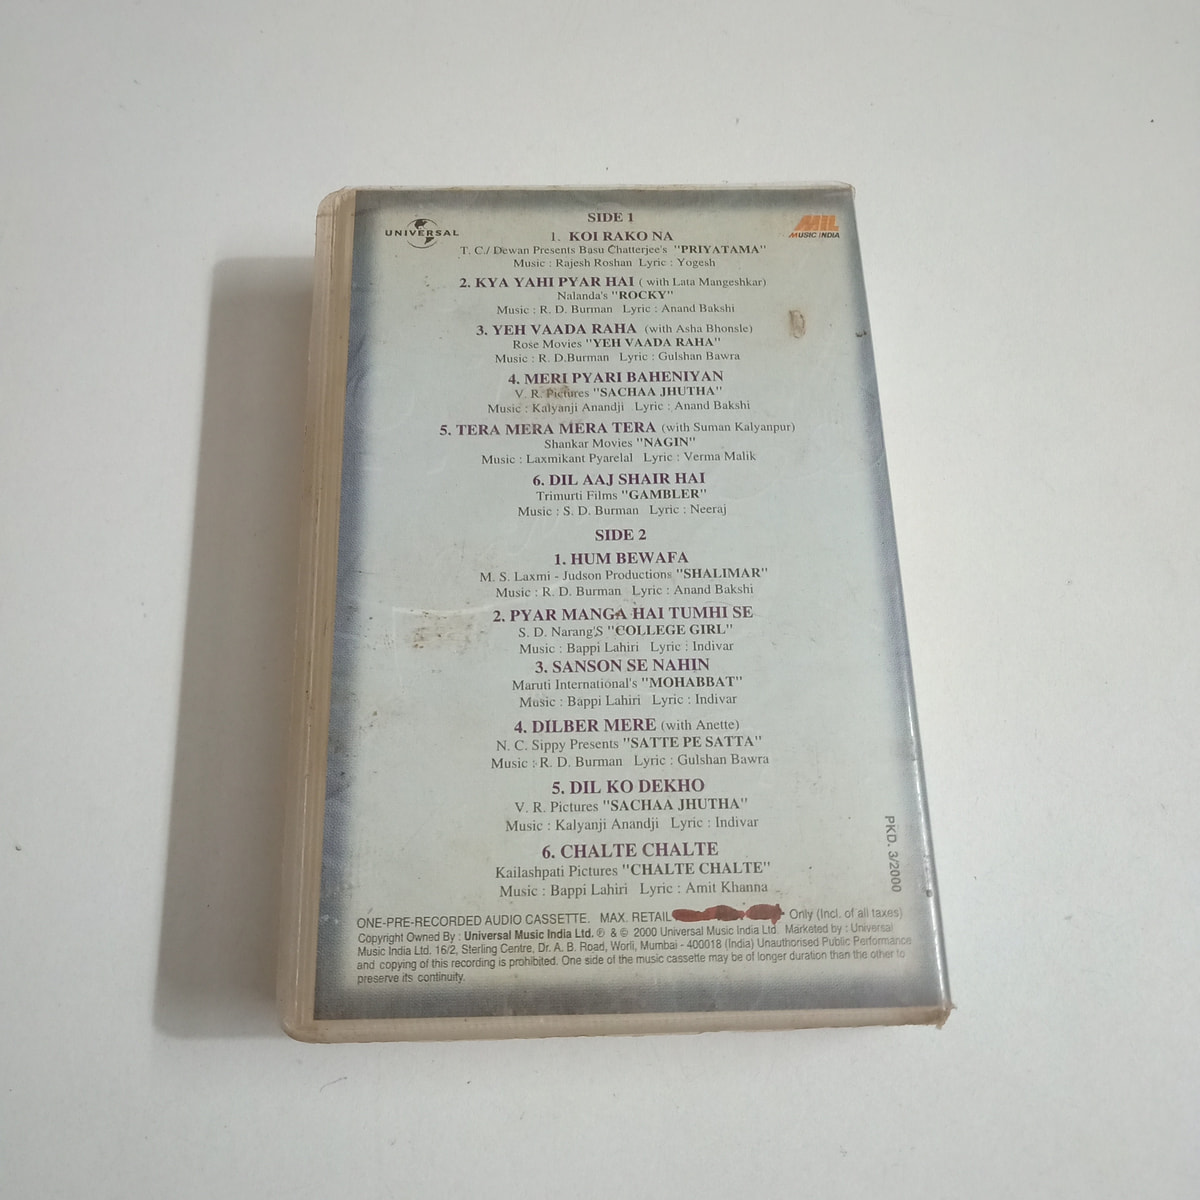 UNIVERSAL
MIL
MUSIC INDIA
SIDE 1
1. KOI RAKO NA
T. C./ Dewan Presents Basu Chatterjee's "PRIYATAMA"
Music : Rajesh Roshan Lyric : Yogesh
2. KYA YAHI PYAR HAI ( with Lata Mangeshkar)
Nalanda's "ROCKY"
Music : R. D. Burman Lyric : Anand Bakshi
3. YEH VAADA RAHA (with Asha Bhonsle)
Rose Movies "YEH VAADA RAHA"
Music : R. D.Burman Lyric : Gulshan Bawra
4. MERI PYARI BAHENIYAN
V. R. Pictures "SACHAA JHUTHA"
Music : Kalyanji Anandji Lyric : Anand Bakshi
5. TERA MERA MERA TERA (with Suman Kalyanpur)
Shankar Movies "NAGIN"
Music : Laxmikant Pyarelal Lyric : Verma Malik
6. DIL AAJ SHAIR HAI
Trimurti Films "GAMBLER"
Music : S. D. Burman Lyric : Neeraj
SIDE 2
1. HUM BEWAFA
M. S. Laxmi - Judson Productions "SHALIMAR"
Music : R. D. Burman Lyric : Anand Bakshi
2. PYAR MANGA HAI TUMHI SE
S. D. Narang'S "COLLEGE GIRL"
Music : Bappi Lahiri Lyric : Indivar
3. SANSON SE NAHIN
Maruti International's "MOHABBAT"
Music : Bappi Lahiri Lyric : Indivar
4. DILBER MERE (with Anette)
N. C. Sippy Presents "SATTE PE SATTA"
Music : R. D. Burman Lyric : Gulshan Bawra
5. DIL KO DEKHO
V. R. Pictures "SACHAA JHUTHA"
Music : Kalyanji Anandji Lyric : Indivar
6. CHALTE CHALTE
Kailashpati Pictures "CHALTE CHALTE"
Music : Bappi Lahiri Lyric : Amit Khanna
PKD. 3/2000
ONE-PRE-RECORDED AUDIO CASSETTE. MAX. RETAIL Only (Incl. of all taxes)
Copyright Owned By : Universal Music India Ltd. ℗ & © 2000 Universal Music India Ltd. Marketed by : Universal
Music India Ltd. 16/2, Sterling Centre, Dr. A. B. Road, Worli, Mumbai - 400018 (India) Unauthorised Public Performance
and copying of this recording is prohibited. One side of the music cassette may be of longer duration than the other to
preserve its continuity.